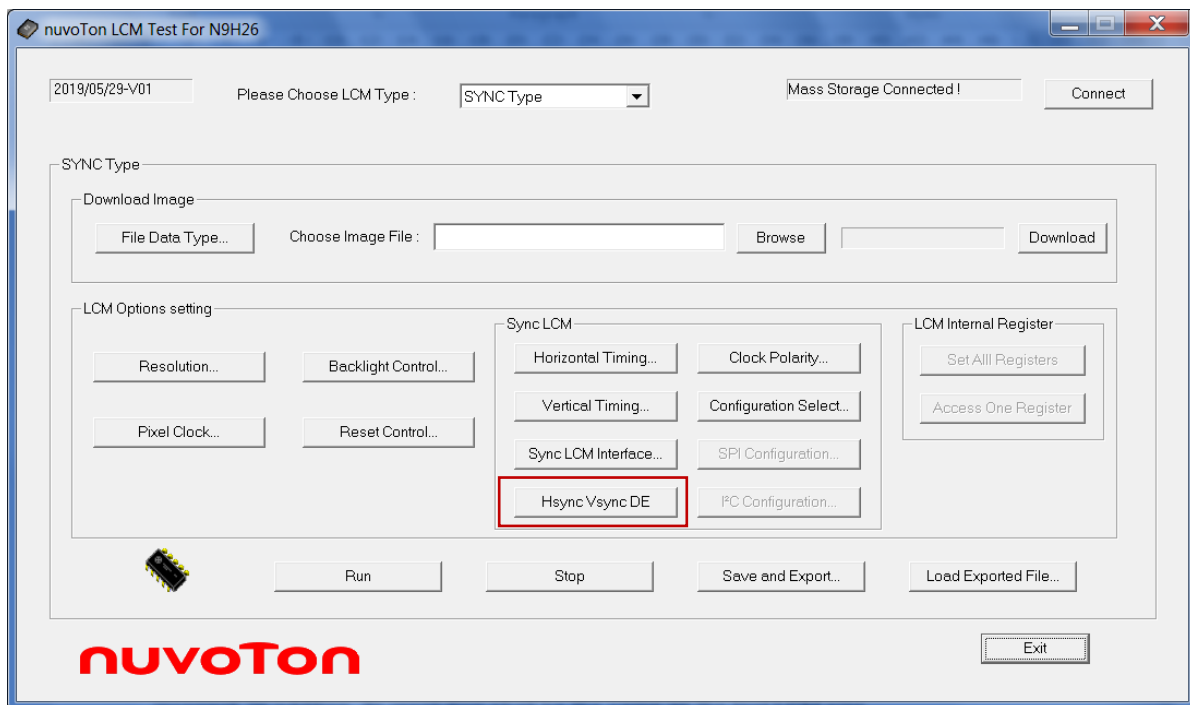 nuvoTon LCM Test For N9H26
2019/05/29-V01
Please Choose LCM Type :
SYNC Type
Mass Storage Connected !
Connect
SYNC Type
Download Image
File Data Type...
Choose Image File :
Browse
Download
LCM Options setting
Resolution...
Backlight Control...
Pixel Clock...
Reset Control...
Sync LCM
Horizontal Timing...
Clock Polarity...
Vertical Timing...
Configuration Select...
Sync LCM Interface...
SPI Configuration...
Hsync Vsync DE
I²C Configuration...
LCM Internal Register
Set Alll Registers
Access One Register
Run
Stop
Save and Export...
Load Exported File...
nuvoTon
Exit